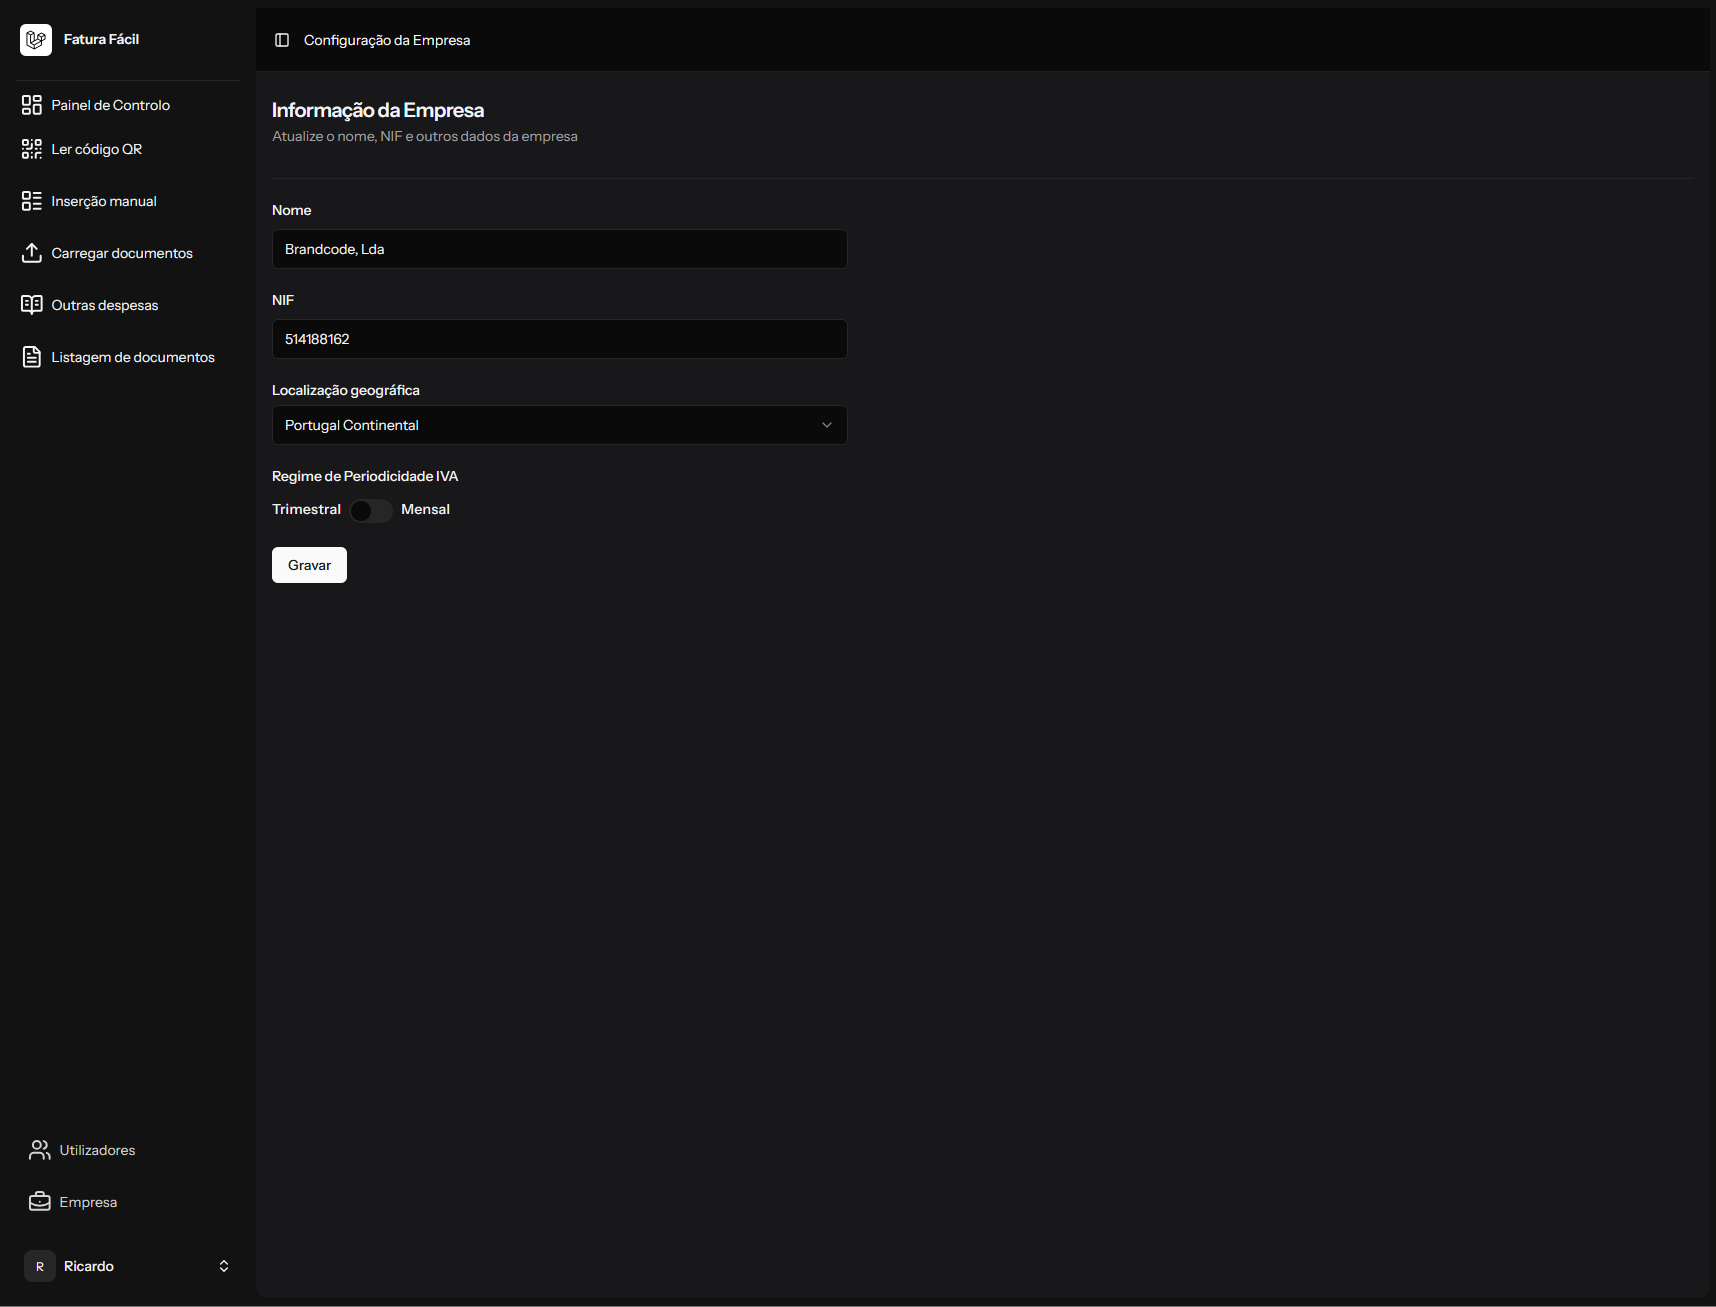 Fatura Fácil
Painel de Controlo
Ler código QR
Inserção manual
Carregar documentos
Outras despesas
Listagem de documentos
Utilizadores
Empresa
R
Ricardo
Configuração da Empresa
Informação da Empresa
Atualize o nome, NIF e outros dados da empresa
Nome
Brandcode, Lda
NIF
514188162
Localização geográfica
Portugal Continental
Regime de Periodicidade IVA
Trimestral Mensal
Gravar